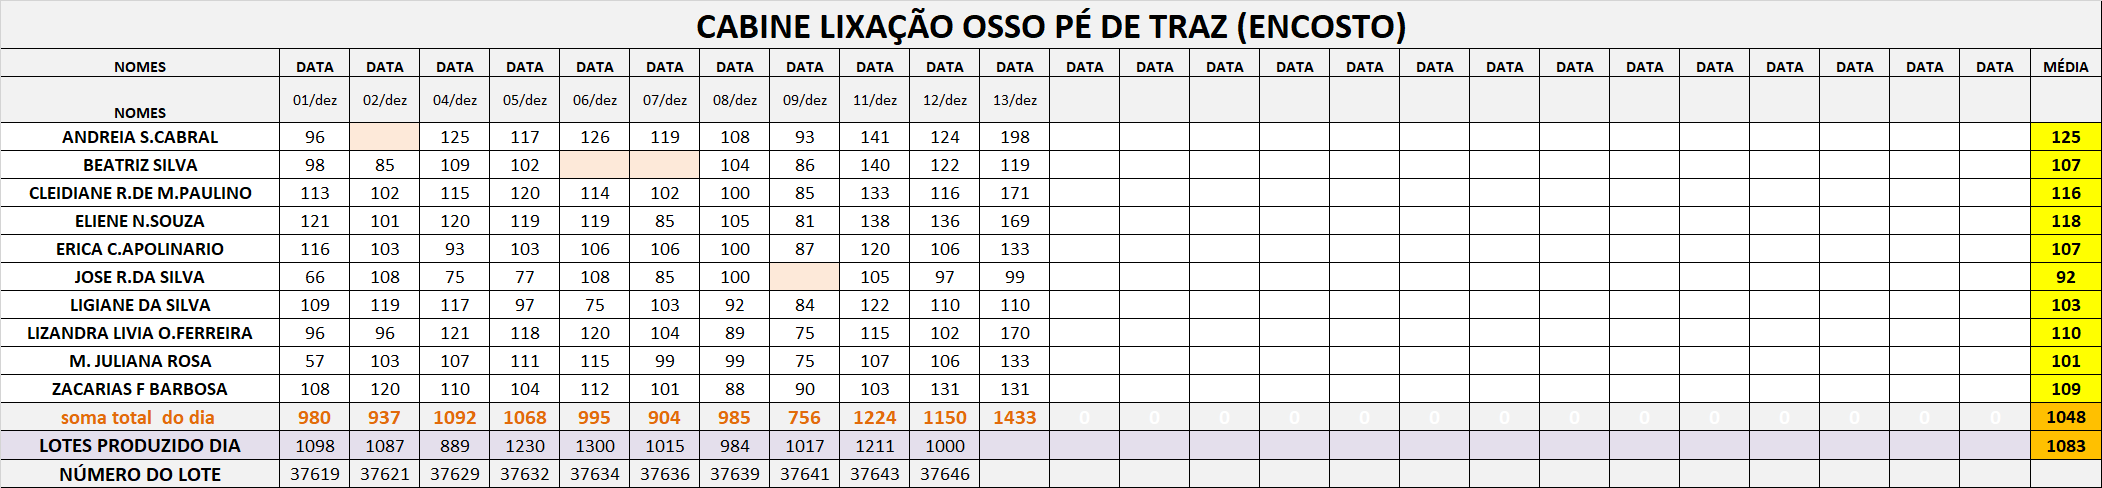 CABINE LIXAÇÃO OSSO PÉ DE TRAZ (ENCOSTO)
NOMES DATA DATA DATA DATA DATA DATA DATA DATA DATA DATA DATA DATA DATA DATA DATA DATA DATA DATA DATA DATA DATA DATA DATA DATA DATA MÉDIA
NOMES 01/dez 02/dez 04/dez 05/dez 06/dez 07/dez 08/dez 09/dez 11/dez 12/dez 13/dez
ANDREIA S.CABRAL 96 125 117 126 119 108 93 141 124 198 125
BEATRIZ SILVA 98 85 109 102 104 86 140 122 119 107
CLEIDIANE R.DE M.PAULINO 113 102 115 120 114 102 100 85 133 116 171 116
ELIENE N.SOUZA 121 101 120 119 119 85 105 81 138 136 169 118
ERICA C.APOLINARIO 116 103 93 103 106 106 100 87 120 106 133 107
JOSE R.DA SILVA 66 108 75 77 108 85 100 105 97 99 92
LIGIANE DA SILVA 109 119 117 97 75 103 92 84 122 110 110 103
LIZANDRA LIVIA O.FERREIRA 96 96 121 118 120 104 89 75 115 102 170 110
M. JULIANA ROSA 57 103 107 111 115 99 99 75 107 106 133 101
ZACARIAS F BARBOSA 108 120 110 104 112 101 88 90 103 131 131 109
soma total do dia 980 937 1092 1068 995 904 985 756 1224 1150 1433 0 0 0 0 0 0 0 0 0 0 0 0 0 0 1048
LOTES PRODUZIDO DIA 1098 1087 889 1230 1300 1015 984 1017 1211 1000 1083
NÚMERO DO LOTE 37619 37621 37629 37632 37634 37636 37639 37641 37643 37646